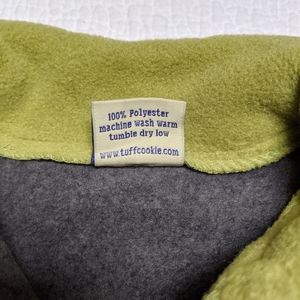 100% Polyester
machine wash warm
tumble dry low
www.tuffcookie.com